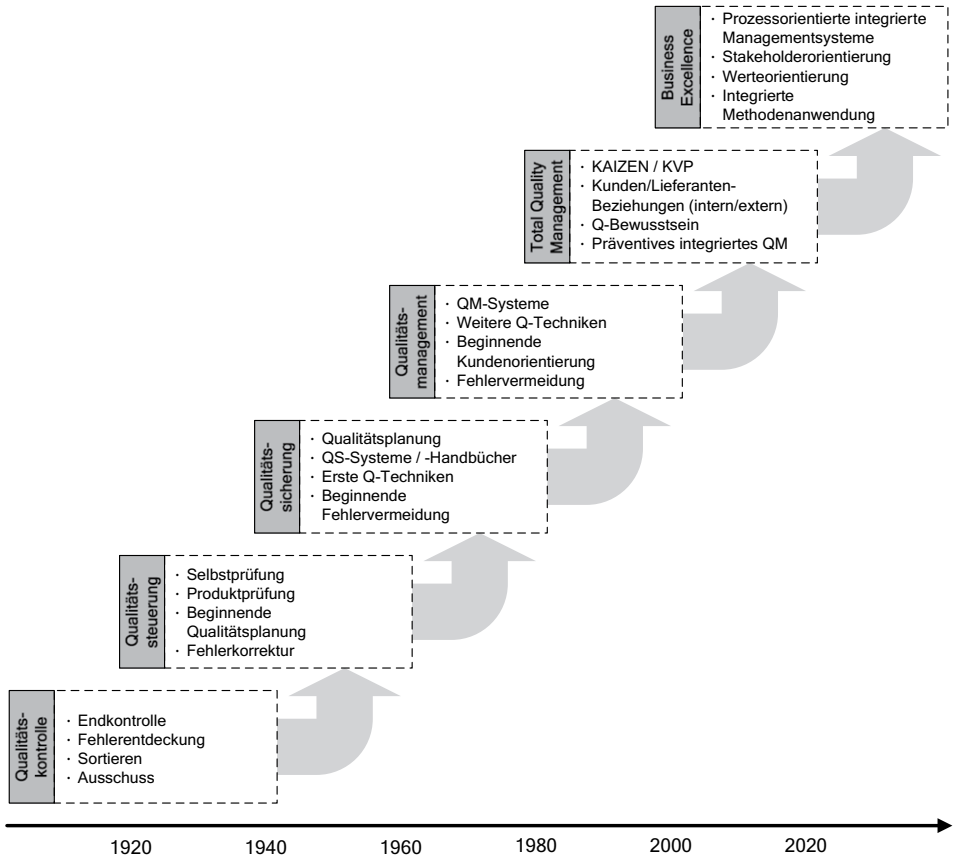 Business
Excellence
· Prozessorientierte integrierte
Managementsysteme
· Stakeholderorientierung
· Werteorientierung
· Integrierte
Methodenanwendung
Total Quality
Management
· KAIZEN / KVP
· Kunden/Lieferanten-
Beziehungen (intern/extern)
· Q-Bewusstsein
· Präventives integriertes QM
Qualitäts-
management
· QM-Systeme
· Weitere Q-Techniken
· Beginnende
Kundenorientierung
· Fehlervermeidung
Qualitäts-
sicherung
· Qualitätsplanung
· QS-Systeme / -Handbücher
· Erste Q-Techniken
· Beginnende
Fehlervermeidung
Qualitäts-
steuerung
· Selbstprüfung
· Produktprüfung
· Beginnende
Qualitätsplanung
· Fehlerkorrektur
Qualitäts-
kontrolle
· Endkontrolle
· Fehlerentdeckung
· Sortieren
· Ausschuss
1920 1940 1960 1980 2000 2020